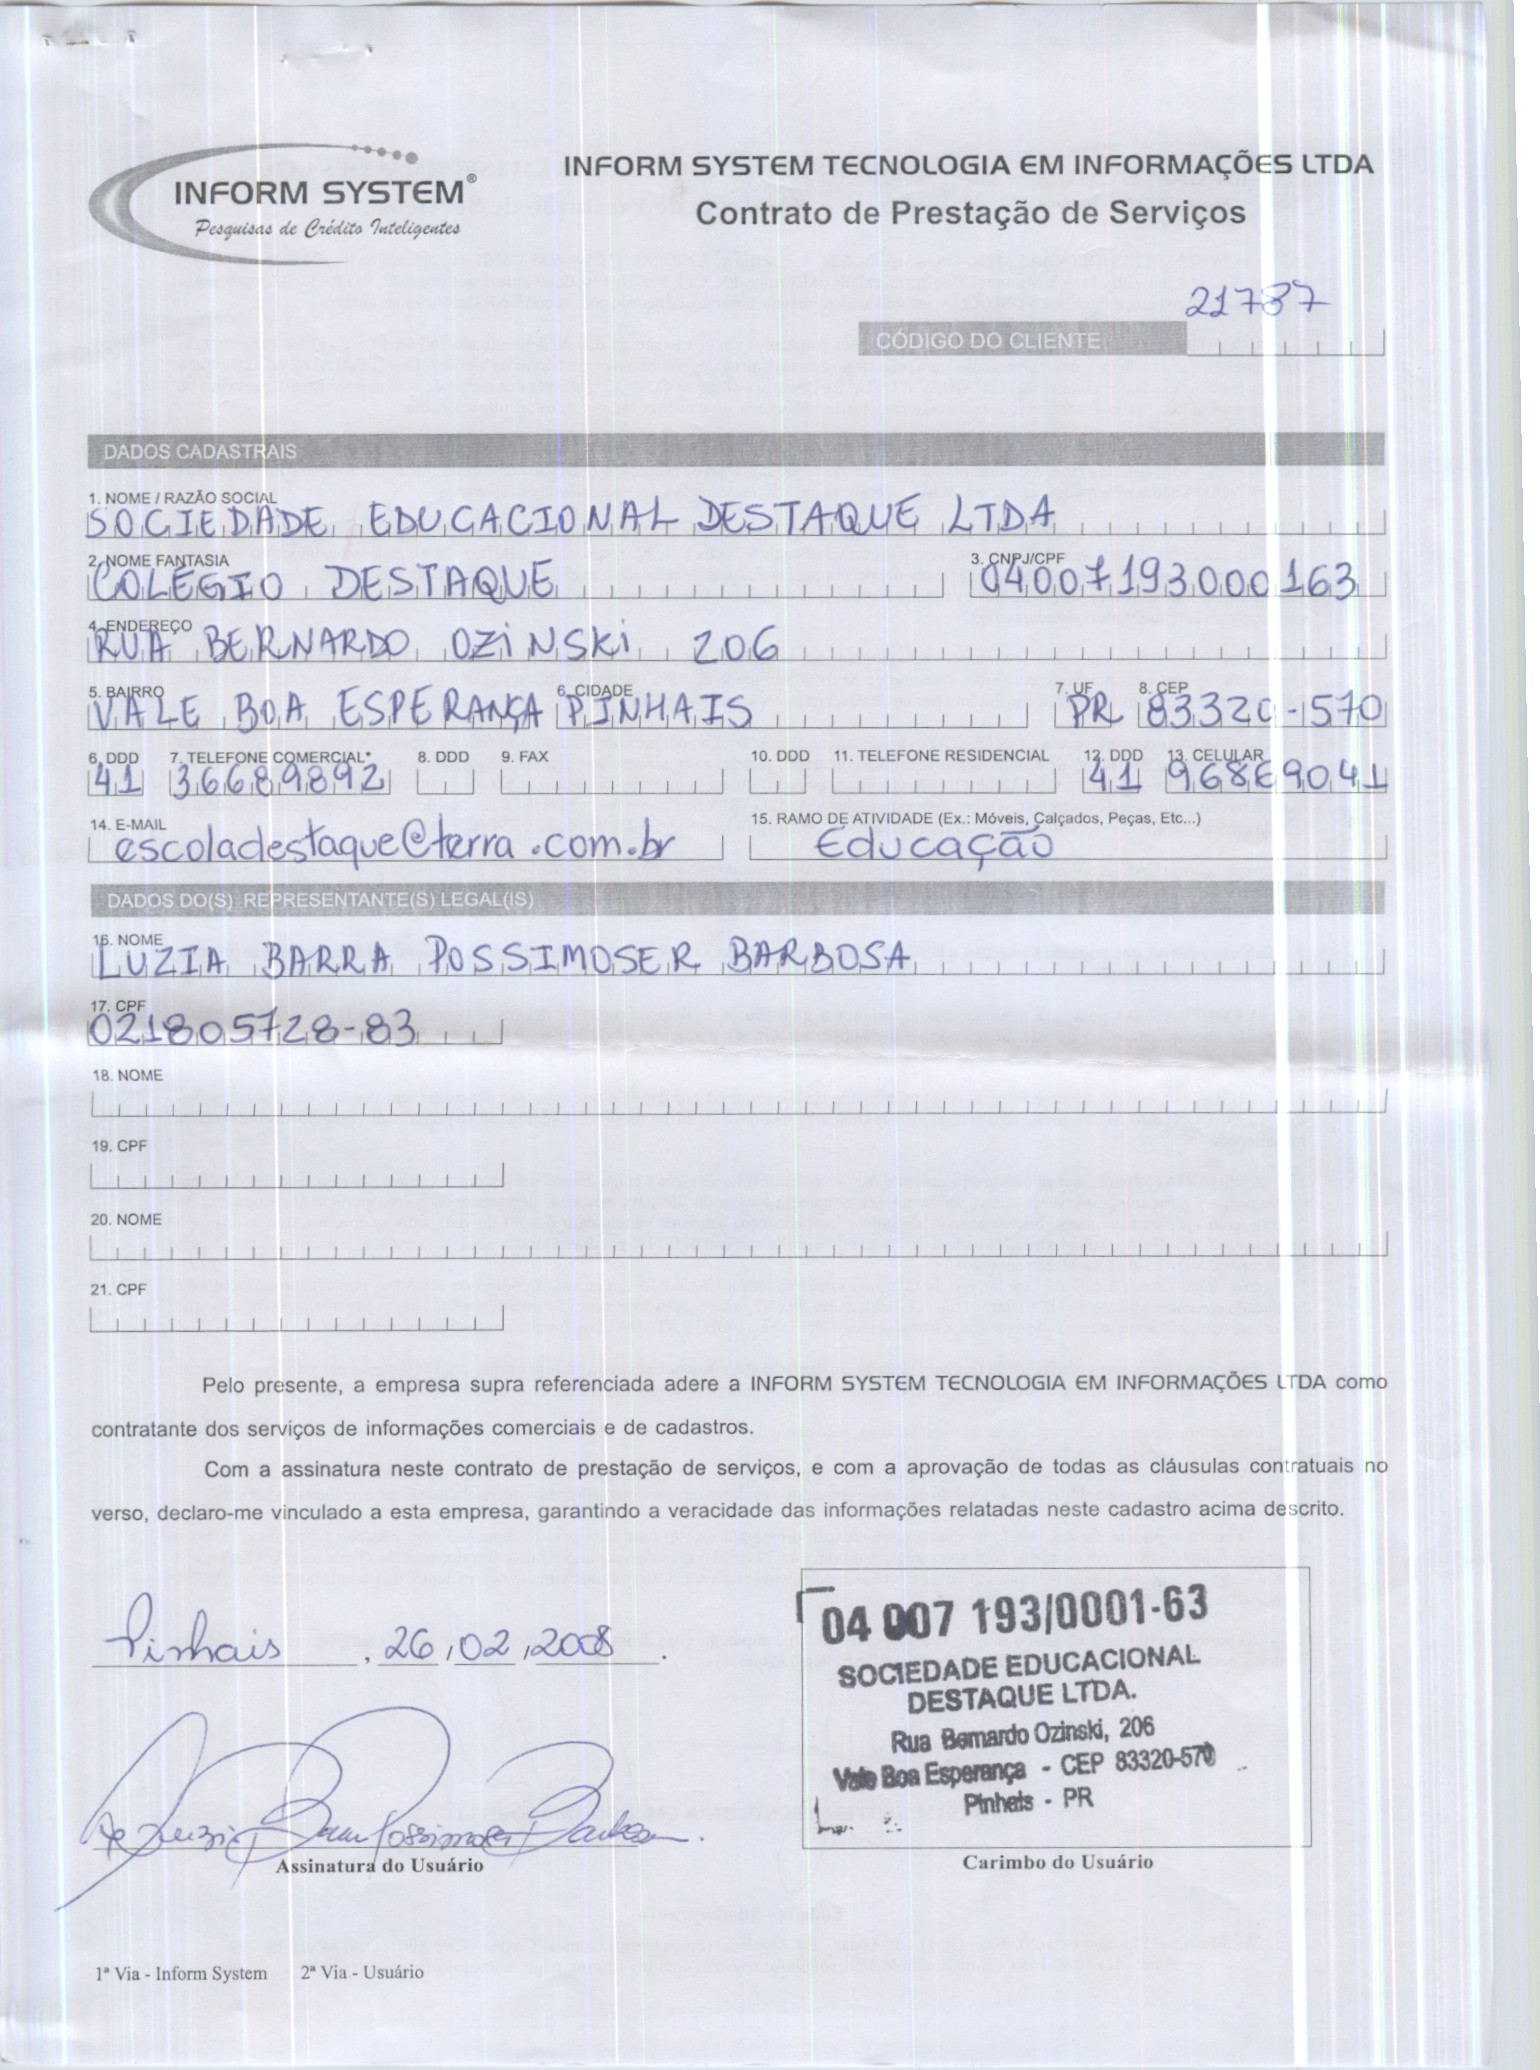 INFORM SYSTEM®
Pesquisas de Crédito Inteligentes
INFORM SYSTEM TECNOLOGIA EM INFORMAÇÕES LTDA
Contrato de Prestação de Serviços
21787
CÓDIGO DO CLIENTE
DADOS CADASTRAIS
1. NOME / RAZÃO SOCIAL
SOCIEDADE EDUCACIONAL DESTAQUE LTDA
2. NOME FANTASIA 3. CNPJ/CPF
COLÉGIO DESTAQUE 04007193000163
4. ENDEREÇO
RUA BERNARDO OZINSKI 206
5. BAIRRO 6. CIDADE 7. UF 8. CEP
VALE BOA ESPERANÇA PINHAIS PR 83320-570
6. DDD 7. TELEFONE COMERCIAL* 8. DDD 9. FAX 10. DDD 11. TELEFONE RESIDENCIAL 12. DDD 13. CELULAR
41 36689892 41 96869041
14. E-MAIL 15. RAMO DE ATIVIDADE (Ex.: Móveis, Calçados, Peças, Etc...)
escoladestaque@terra.com.br Educação
DADOS DO(S) REPRESENTANTE(S) LEGAL(IS)
16. NOME
LUZIA BARRA POSSIMOSER BARBOSA
17. CPF
021805728-83
18. NOME
19. CPF
20. NOME
21. CPF
Pelo presente, a empresa supra referenciada adere a INFORM SYSTEM TECNOLOGIA EM INFORMAÇÕES LTDA como
contratante dos serviços de informações comerciais e de cadastros.
Com a assinatura neste contrato de prestação de serviços, e com a aprovação de todas as cláusulas contratuais no
verso, declaro-me vinculado a esta empresa, garantindo a veracidade das informações relatadas neste cadastro acima descrito.
Pinhais, 26, 02, 2008.
04 007 193/0001-63
SOCIEDADE EDUCACIONAL
DESTAQUE LTDA.
Rua Bernardo Ozinski, 206
Vale Boa Esperança - CEP 83320-570
Pinhais - PR
Assinatura do Usuário
Carimbo do Usuário
1ª Via - Inform System 2ª Via - Usuário